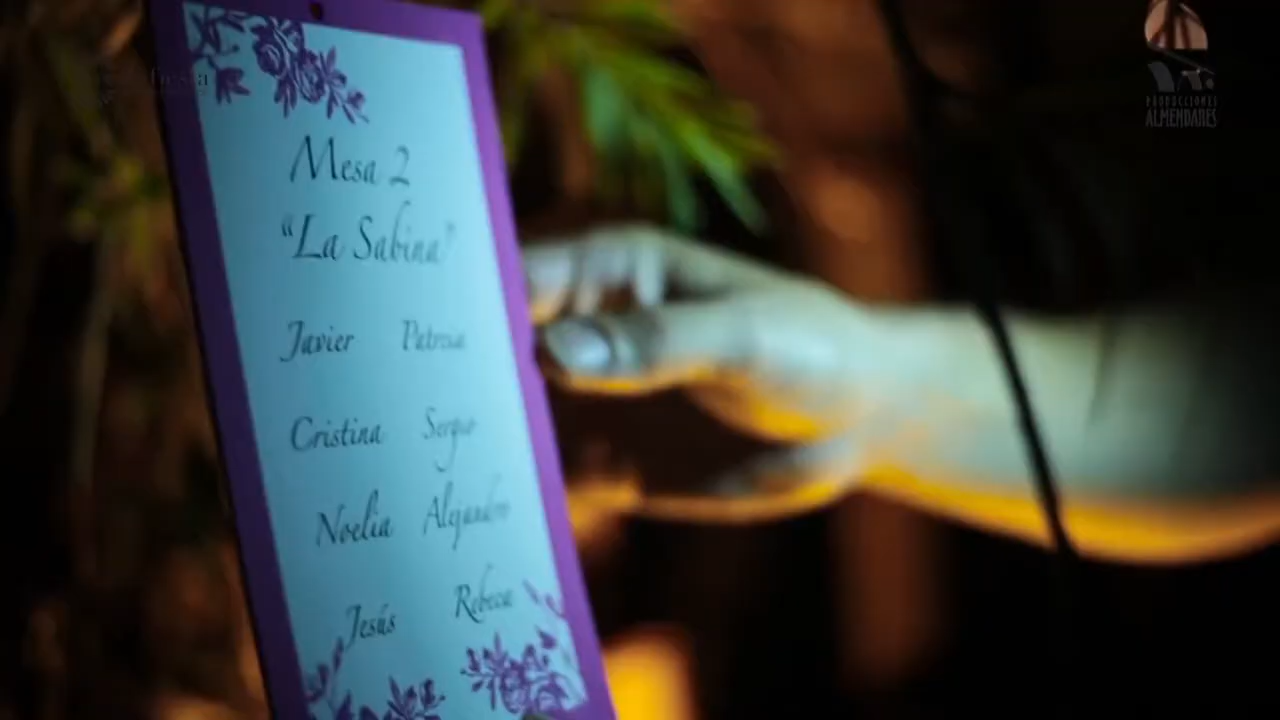 Mesa 2
"La Sabina"
Javier Patricia
Cristina Sergio
Noelia Alejandro
Jesús Rebeca
PRODUCCIONES
ALMENDARES